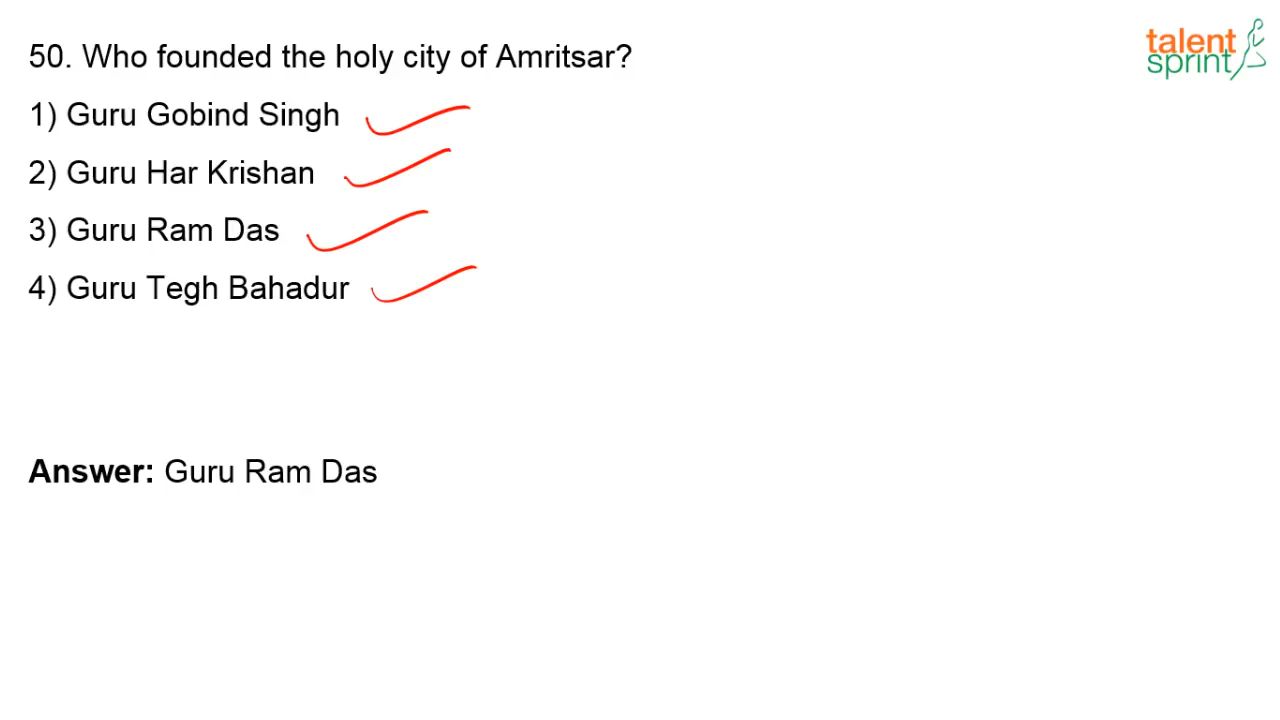 50. Who founded the holy city of Amritsar?
talent
sprint
1) Guru Gobind Singh
2) Guru Har Krishan
3) Guru Ram Das
4) Guru Tegh Bahadur
Answer: Guru Ram Das